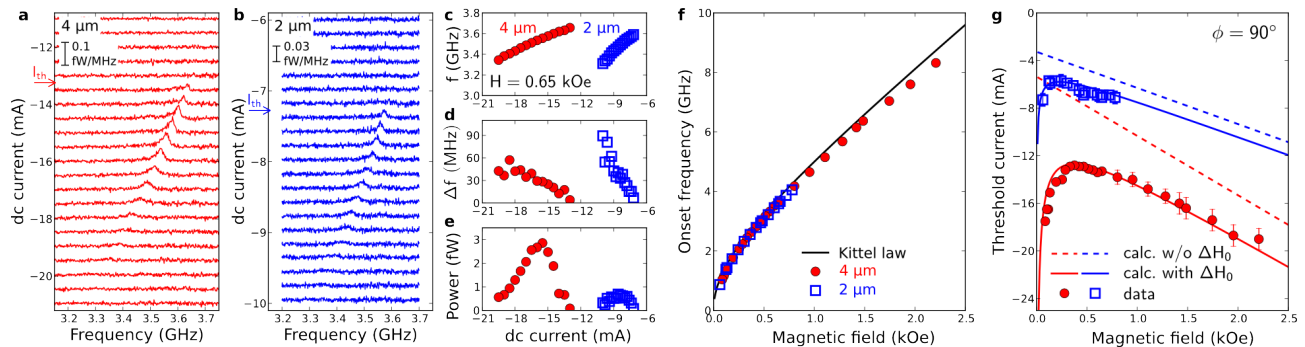 a
4 µm
0.1
fW/MHz
I_th
dc current (mA)
−12
−14
−16
−18
−20
3.2 3.3 3.4 3.5 3.6 3.7
Frequency (GHz)
b
2 µm
0.03
fW/MHz
I_th
dc current (mA)
−6
−7
−8
−9
−10
3.2 3.3 3.4 3.5 3.6 3.7
Frequency (GHz)
c
4 µm
2 µm
H = 0.65 kOe
f (GHz)
3.6
3.4
3.2
−21 −18 −15 −12 −9 −6
d
Δf (MHz)
120
80
40
0
−21 −18 −15 −12 −9 −6
e
Power (fW)
3
2
1
0
−21 −18 −15 −12 −9 −6
dc current (mA)
f
Onset frequency (GHz)
10
8
6
4
2
0
0.0 0.5 1.0 1.5 2.0 2.5
Magnetic field (kOe)
Kittel law
4 µm
2 µm
g
ϕ = 90°
Threshold current (mA)
0
−4
−8
−12
−16
−20
−24
0.0 0.5 1.0 1.5 2.0 2.5
Magnetic field (kOe)
calc. w/o ΔH₀
calc. with ΔH₀
data